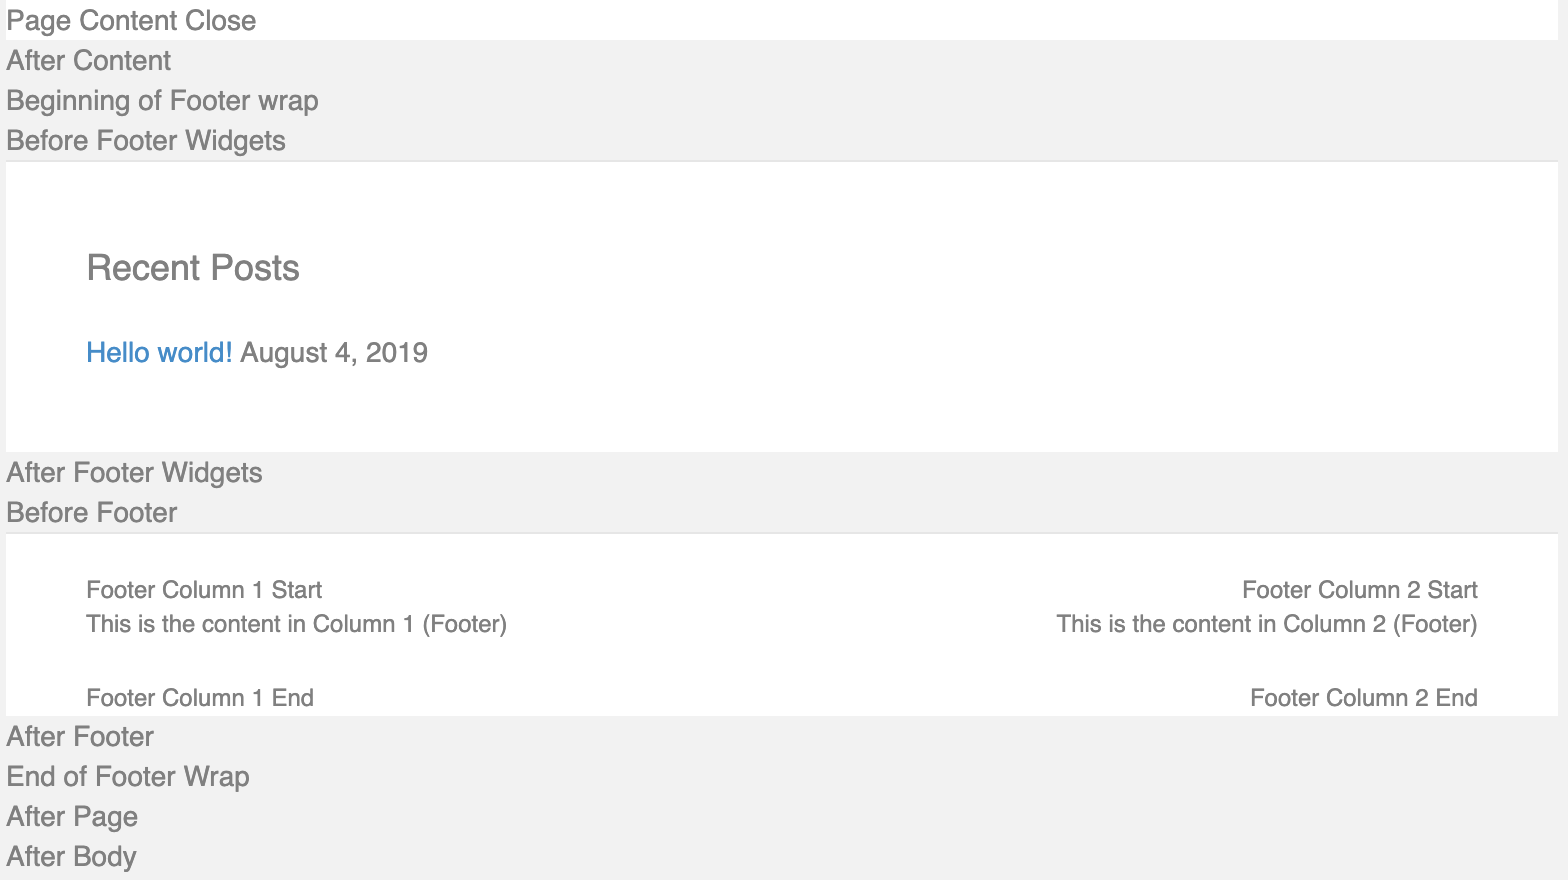 Page Content Close
After Content
Beginning of Footer wrap
Before Footer Widgets
Recent Posts
Hello world! August 4, 2019
After Footer Widgets
Before Footer
Footer Column 1 Start
This is the content in Column 1 (Footer)
Footer Column 1 End
Footer Column 2 Start
This is the content in Column 2 (Footer)
Footer Column 2 End
After Footer
End of Footer Wrap
After Page
After Body